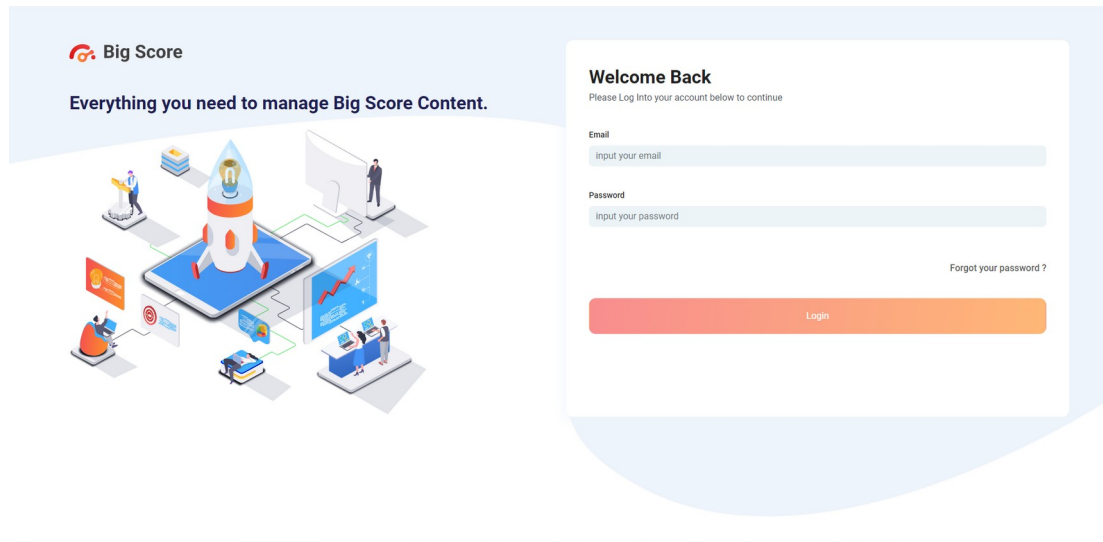 Big Score
Everything you need to manage Big Score Content.
Welcome Back
Please Log Into your account below to continue
Email
input your email
Password
input your password
Forgot your password ?
Login